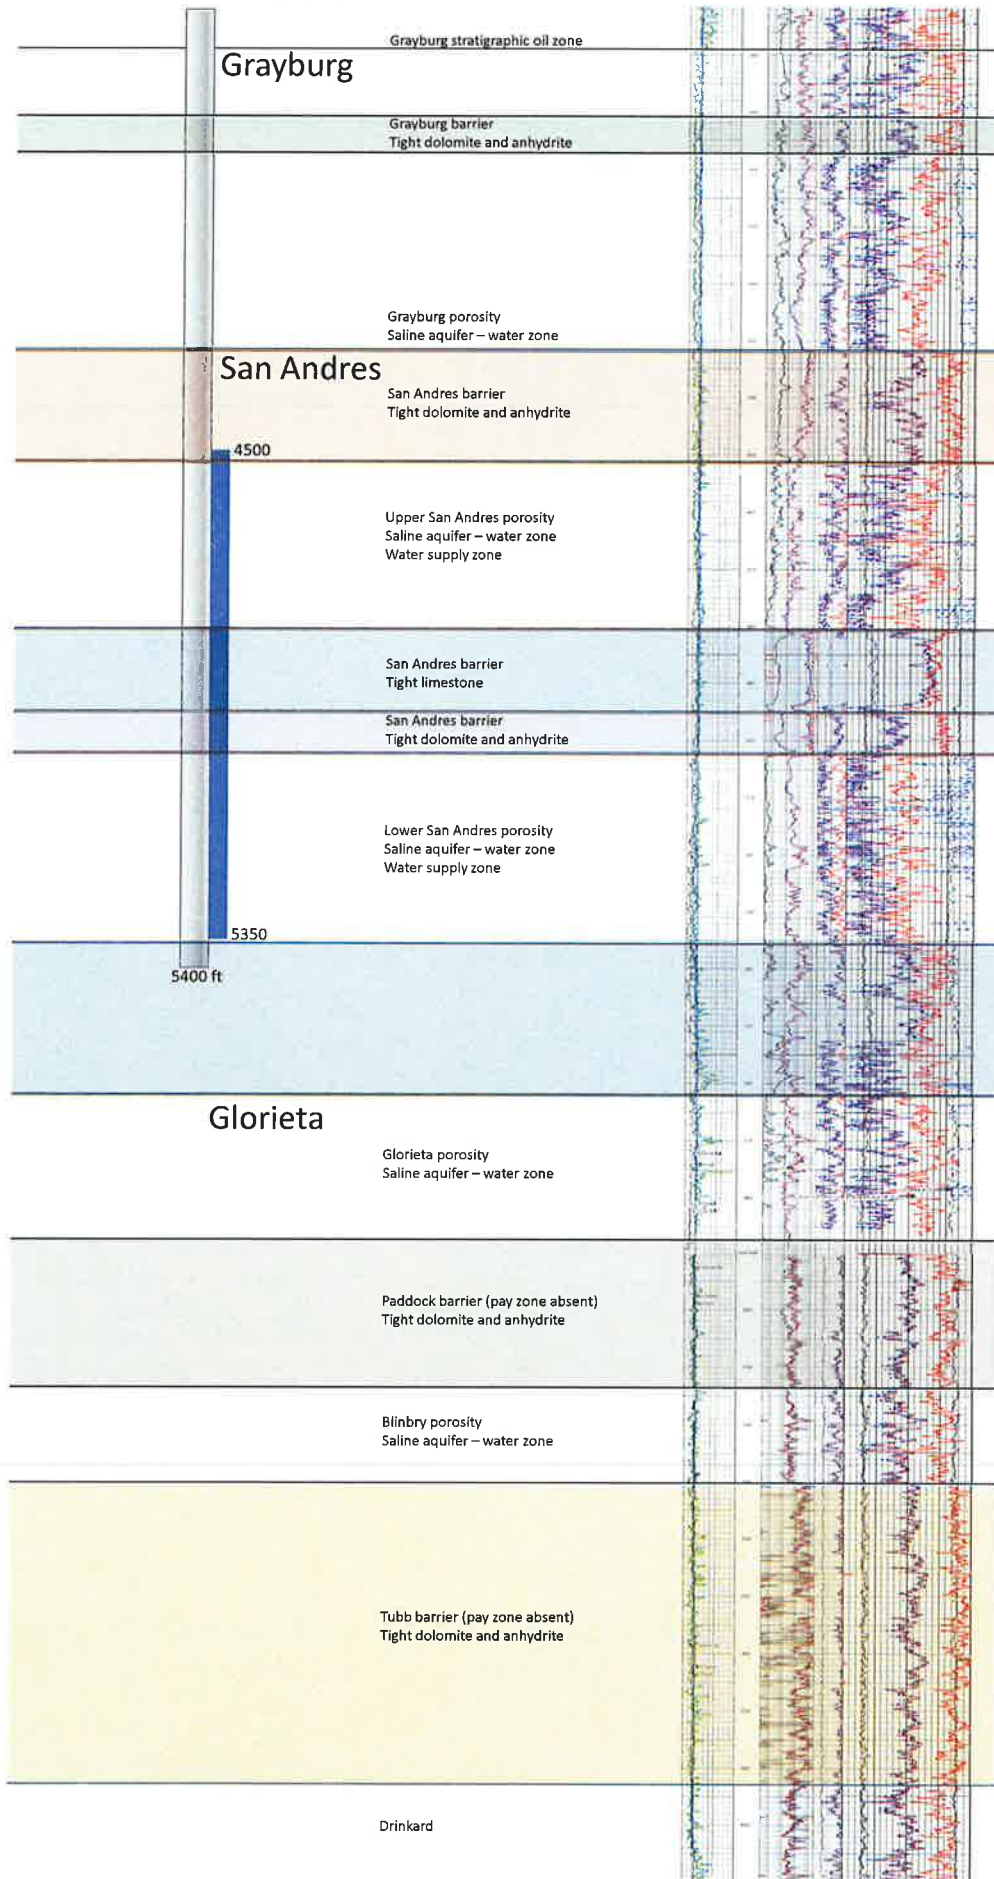 Grayburg stratigraphic oil zone
Grayburg
Grayburg barrier
Tight dolomite and anhydrite
Grayburg porosity
Saline aquifer – water zone
San Andres
San Andres barrier
Tight dolomite and anhydrite
4500
Upper San Andres porosity
Saline aquifer – water zone
Water supply zone
San Andres barrier
Tight limestone
San Andres barrier
Tight dolomite and anhydrite
Lower San Andres porosity
Saline aquifer – water zone
Water supply zone
5350
5400 ft
Glorieta
Glorieta porosity
Saline aquifer – water zone
Paddock barrier (pay zone absent)
Tight dolomite and anhydrite
Blinbry porosity
Saline aquifer – water zone
Tubb barrier (pay zone absent)
Tight dolomite and anhydrite
Drinkard